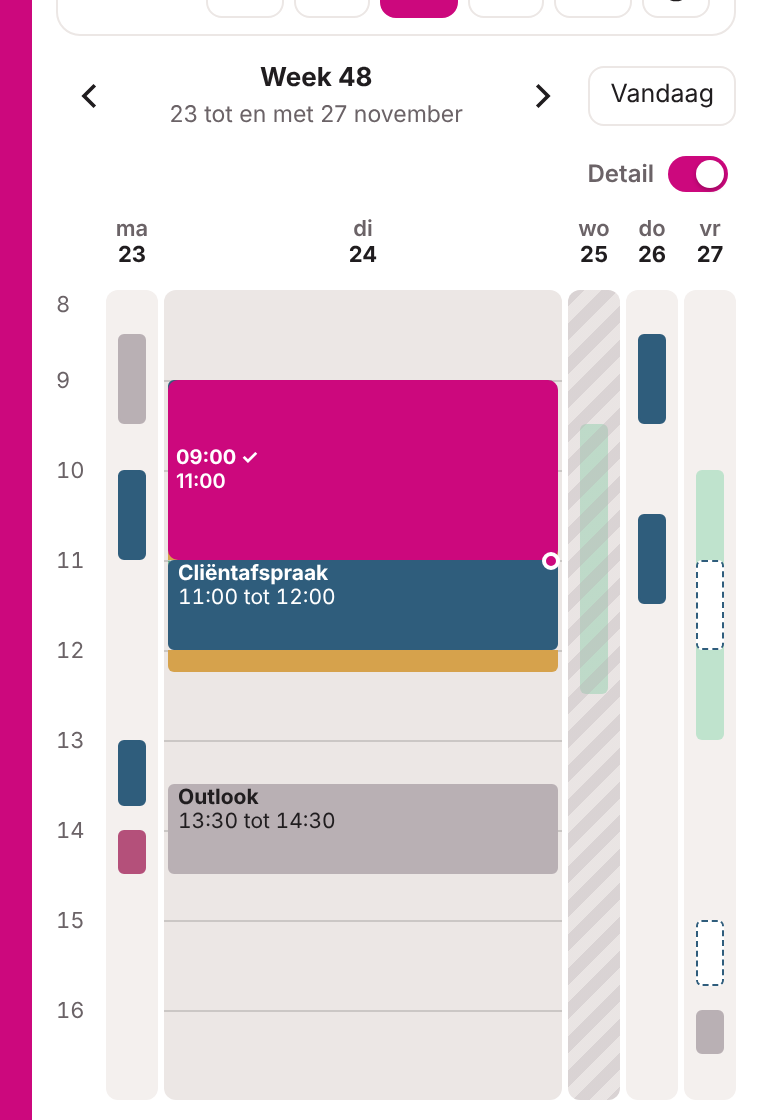 Week 48
23 tot en met 27 november
Vandaag
Detail
ma
23
di
24
wo
25
do
26
vr
27
8
9
09:00 ✓
11:00
10
11
Cliëntafspraak
11:00 tot 12:00
12
13
Outlook
13:30 tot 14:30
14
15
16